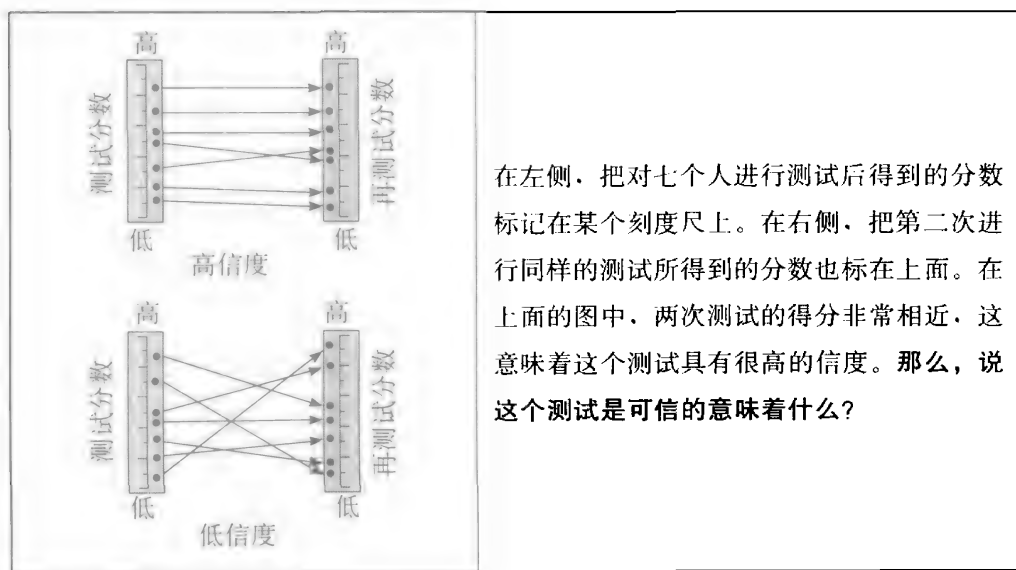 高
高
测试分数
再测试分数
低
低
高信度
高
高
测试分数
再测试分数
低
低
低信度
在左侧，把对七个人进行测试后得到的分数
标记在某个刻度尺上。在右侧，把第二次进
行同样的测试所得到的分数也标在上面。在
上面的图中，两次测试的得分非常相近，这
意味着这个测试具有很高的信度。那么，说
这个测试是可信的意味着什么？